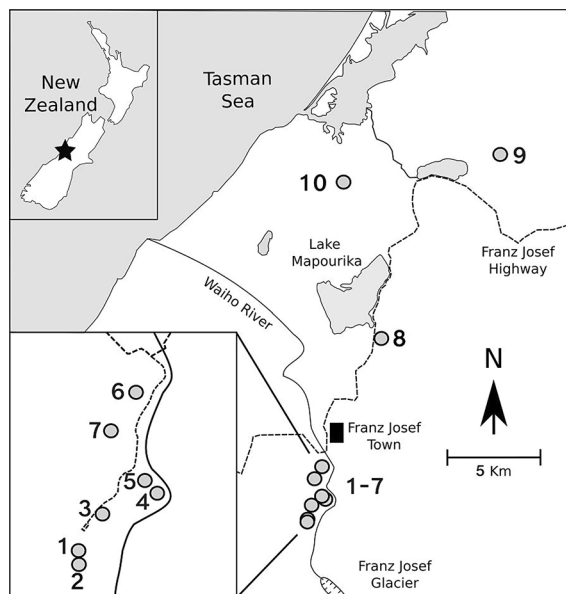 New
Zealand
Tasman
Sea
9
10
Lake
Mapourika
Franz Josef
Highway
Waiho River
8
N
6
7
Franz Josef
Town
5 Km
5
4
3
1-7
1
2
Franz Josef
Glacier